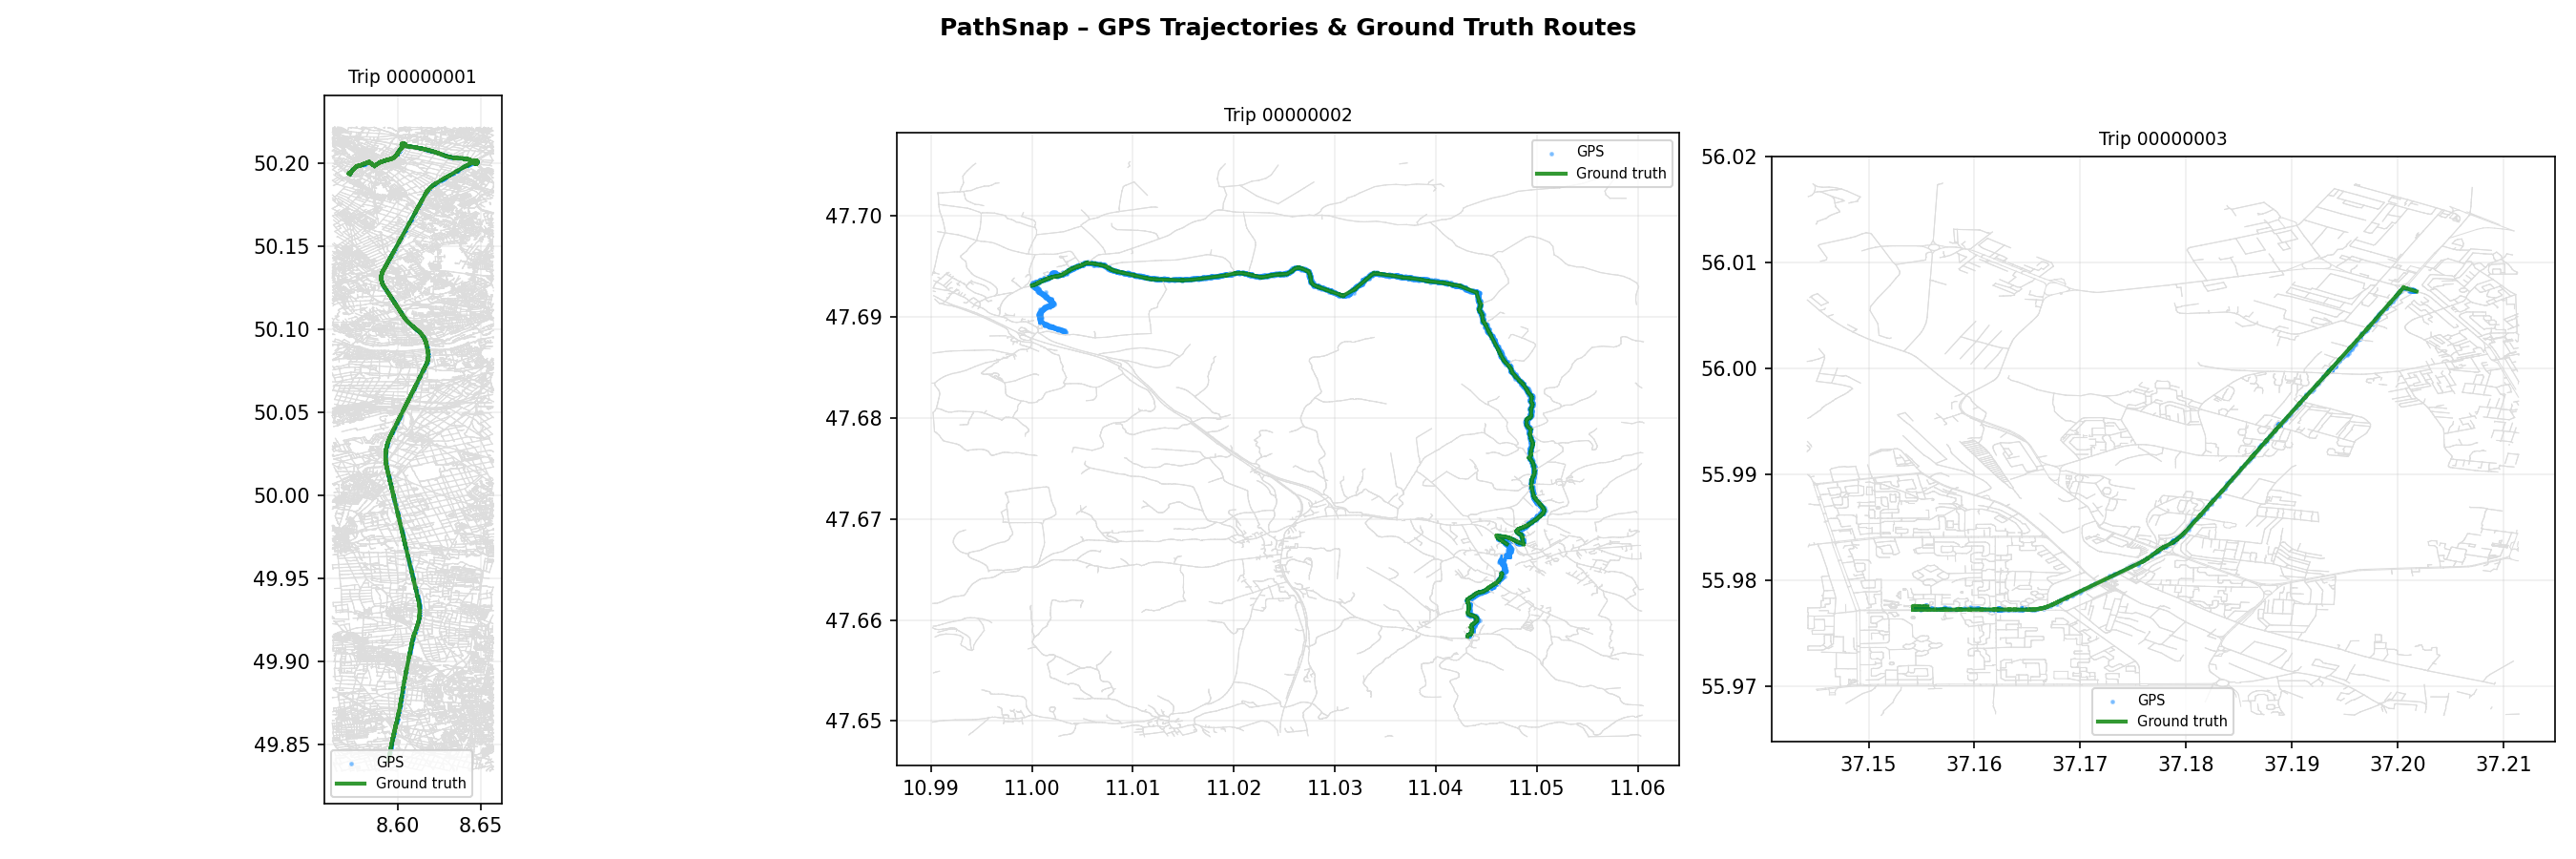 PathSnap – GPS Trajectories & Ground Truth Routes
Trip 00000001
50.20
50.15
50.10
50.05
50.00
49.95
49.90
49.85
GPS
Ground truth
8.60 8.65
Trip 00000002
GPS
Ground truth
47.70
47.69
47.68
47.67
47.66
47.65
10.99 11.00 11.01 11.02 11.03 11.04 11.05 11.06
Trip 00000003
56.02
56.01
56.00
55.99
55.98
55.97
GPS
Ground truth
37.15 37.16 37.17 37.18 37.19 37.20 37.21